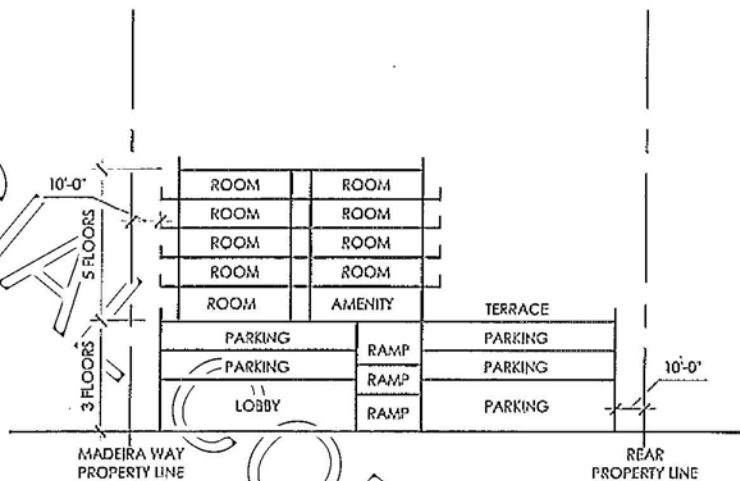 10'-0"
5 FLOORS
3 FLOORS
ROOM ROOM
ROOM ROOM
ROOM ROOM
ROOM ROOM
ROOM AMENITY
TERRACE
PARKING RAMP PARKING
PARKING RAMP PARKING
LOBBY RAMP PARKING
10'-0"
MADEIRA WAY
PROPERTY LINE
REAR
PROPERTY LINE